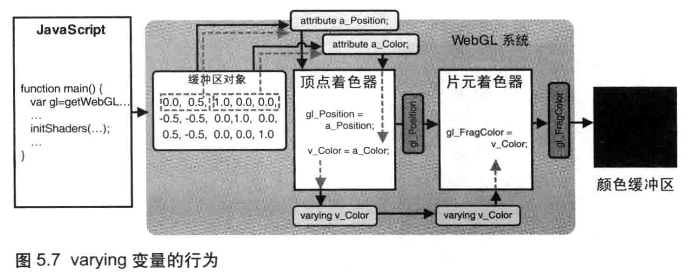 JavaScript
function main() {
var gl=getWebGL…
…
initShaders(…);
…
}
attribute a_Position;
attribute a_Color;
WebGL 系统
缓冲区对象
0.0, 0.5, 1.0, 0.0, 0.0,
-0.5, -0.5, 0.0, 1.0, 0.0,
0.5, -0.5, 0.0, 0.0, 1.0
顶点着色器
gl_Position =
a_Position;
v_Color = a_Color;
gl_Position
片元着色器
gl_FragColor =
v_Color;
gl_FragColor
颜色缓冲区
varying v_Color
varying v_Color
图 5.7 varying 变量的行为